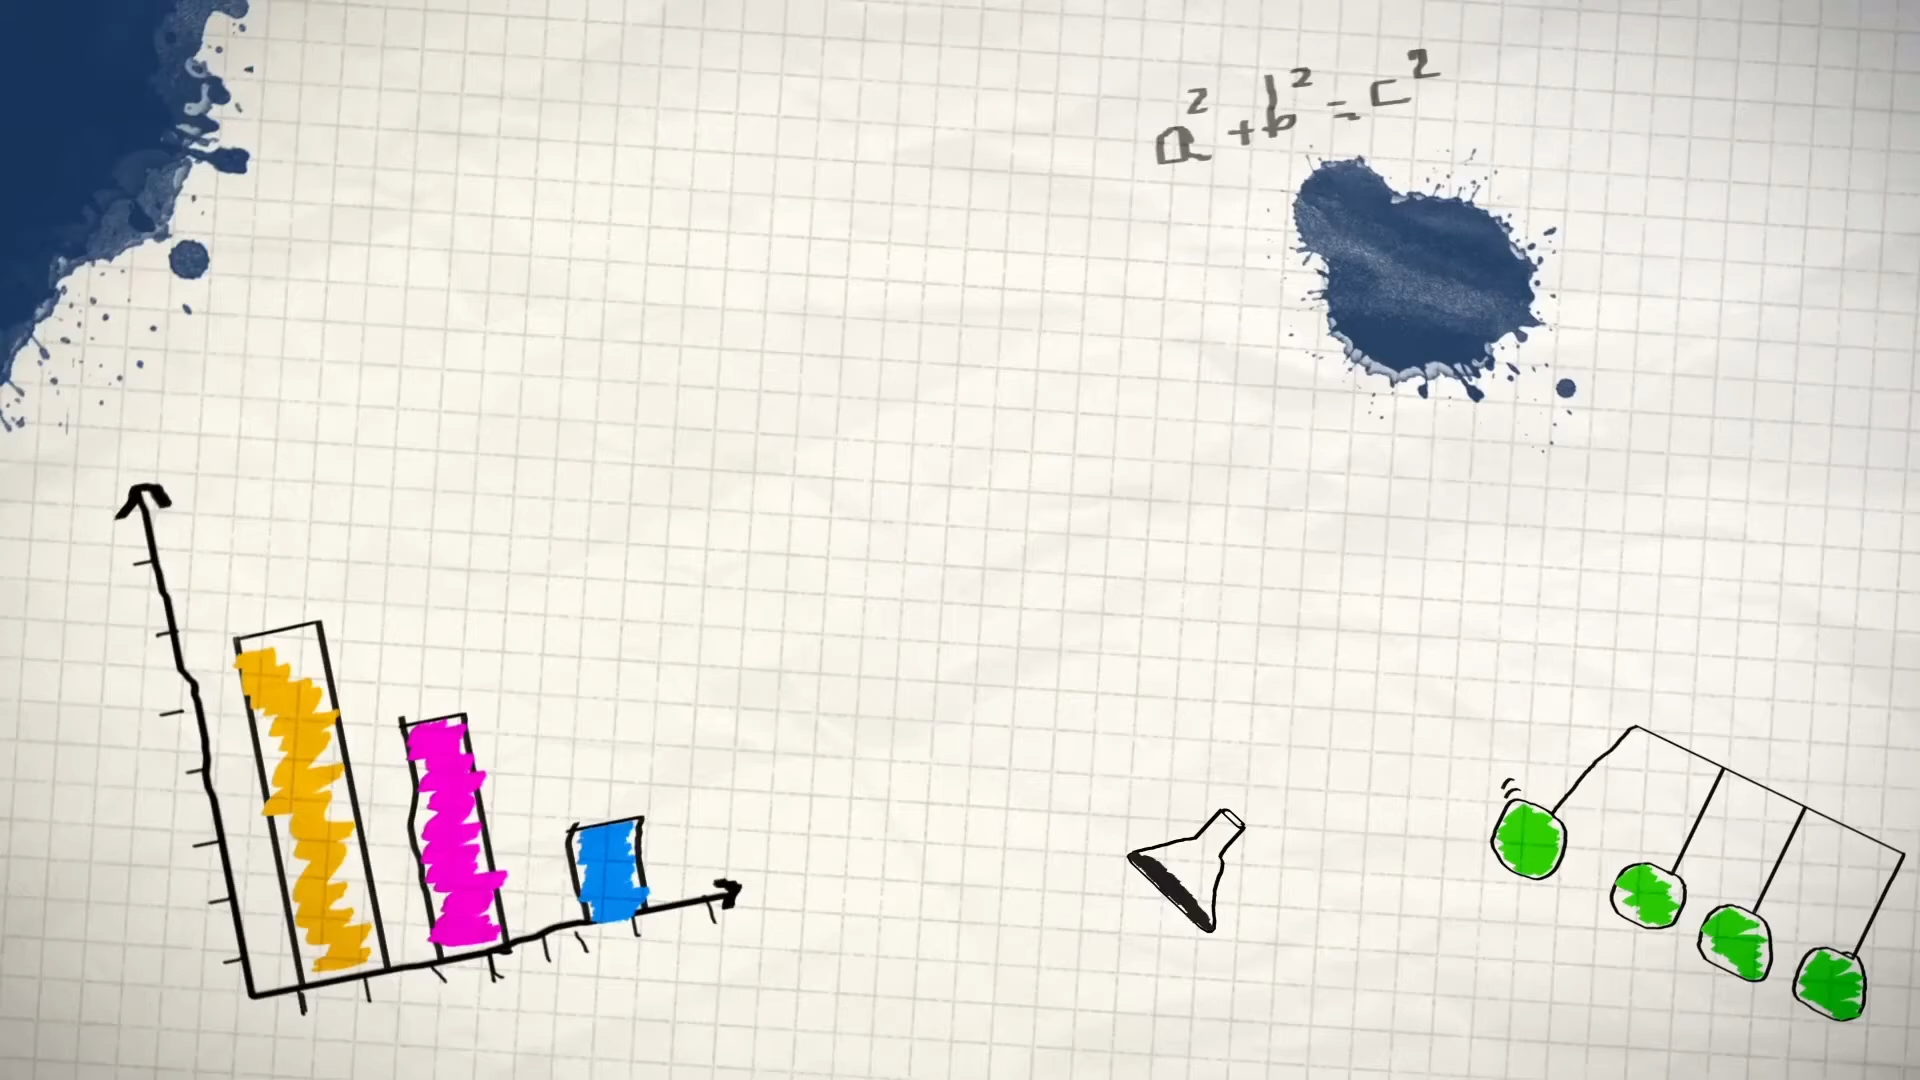 a² + b² = c²